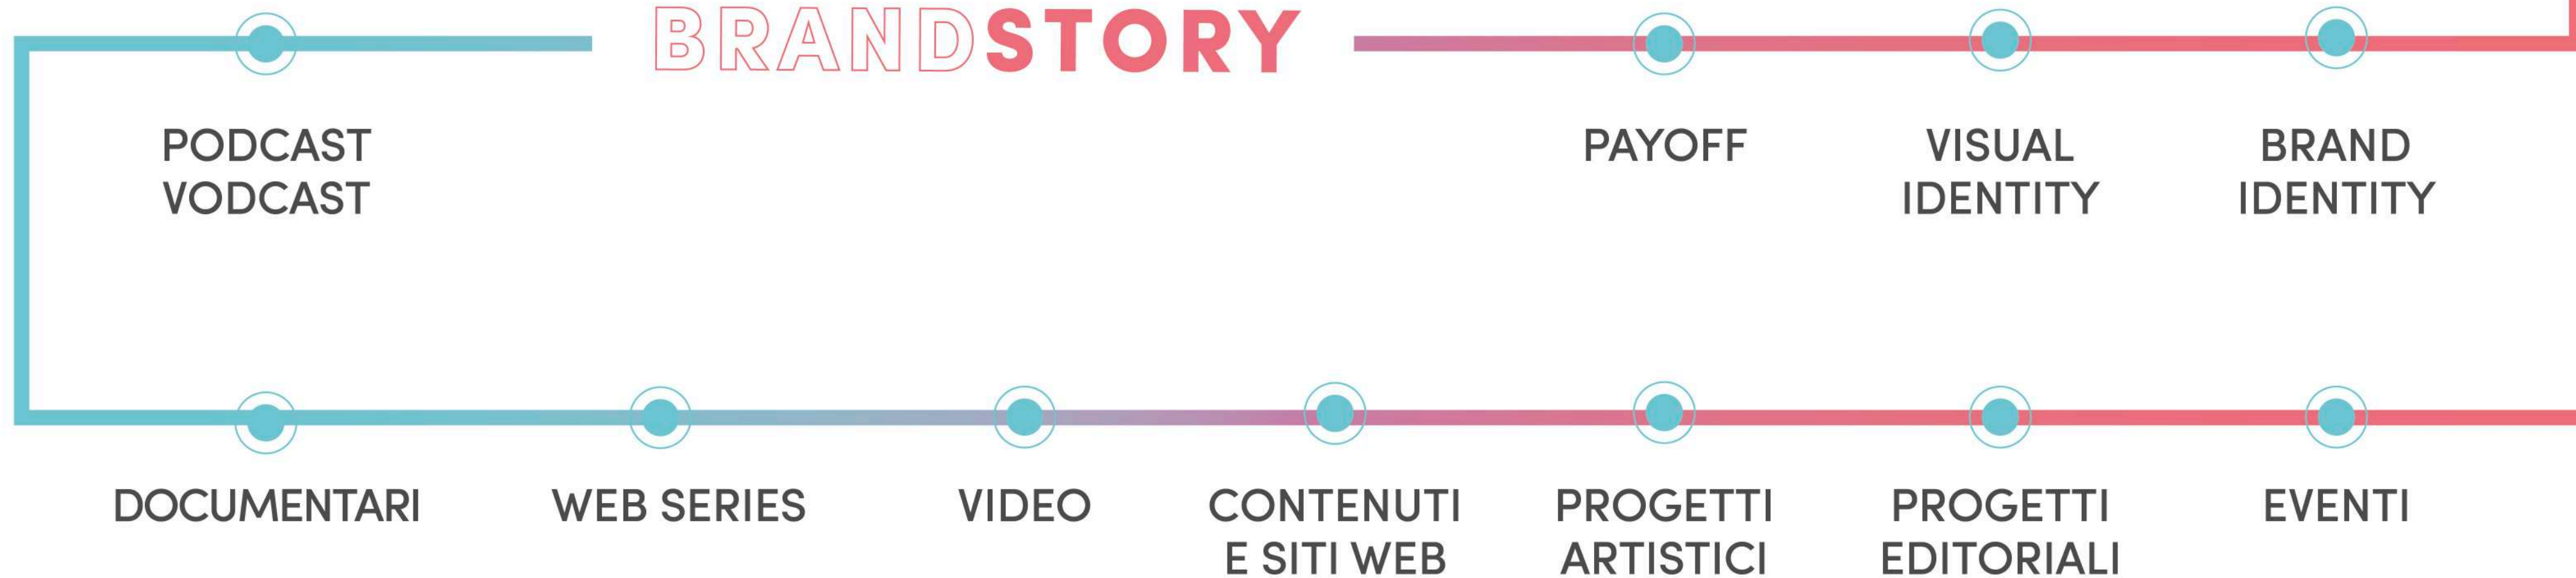 BRANDSTORY
PODCAST
VODCAST
PAYOFF
VISUAL
IDENTITY
BRAND
IDENTITY
DOCUMENTARI
WEB SERIES
VIDEO
CONTENUTI
E SITI WEB
PROGETTI
ARTISTICI
PROGETTI
EDITORIALI
EVENTI